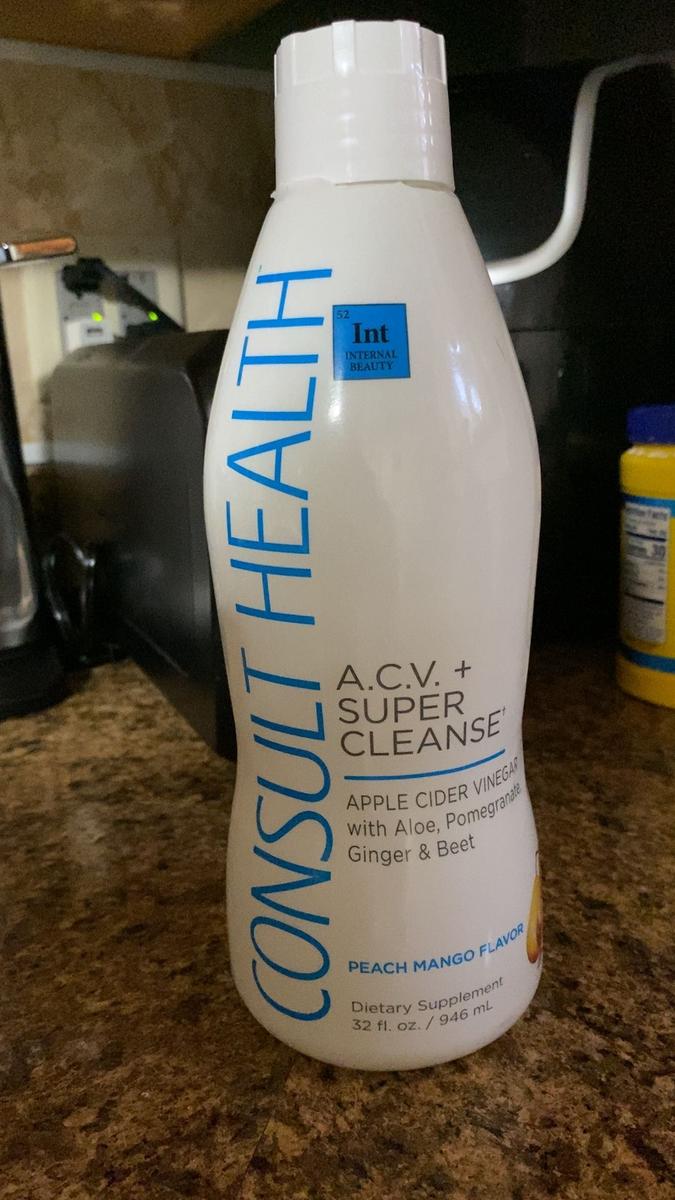 CONSULT HEALTH
52
Int
INTERNAL
BEAUTY
A.C.V. +
SUPER
CLEANSE†
APPLE CIDER VINEGAR
with Aloe, Pomegranate,
Ginger & Beet
PEACH MANGO FLAVOR
Dietary Supplement
32 fl. oz. / 946 mL